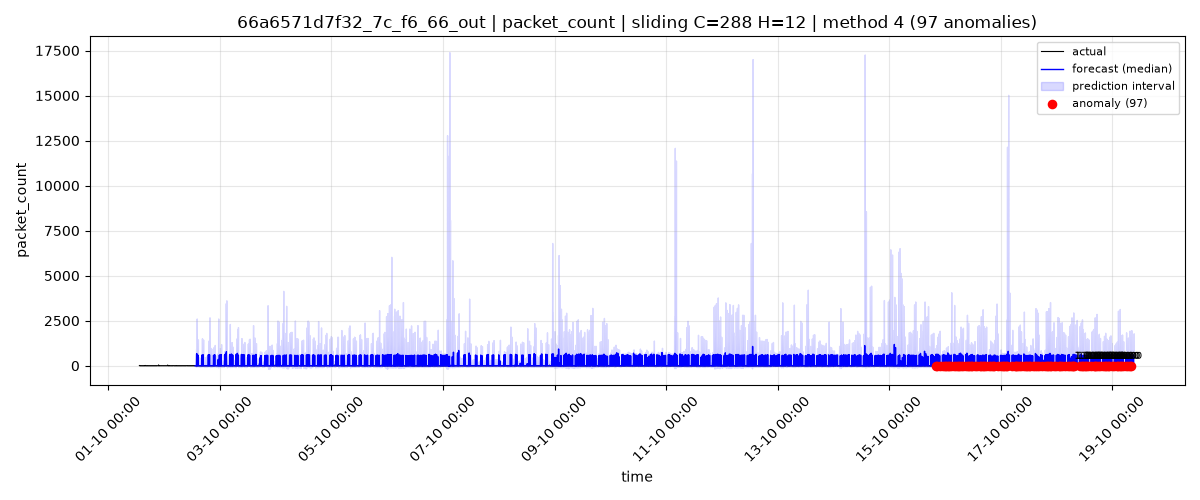 66a6571d7f32_7c_f6_66_out | packet_count | sliding C=288 H=12 | method 4 (97 anomalies)
actual
forecast (median)
prediction interval
anomaly (97)
packet_count
17500
15000
12500
10000
7500
5000
2500
0
01-10 00:00
03-10 00:00
05-10 00:00
07-10 00:00
09-10 00:00
11-10 00:00
13-10 00:00
15-10 00:00
17-10 00:00
19-10 00:00
time